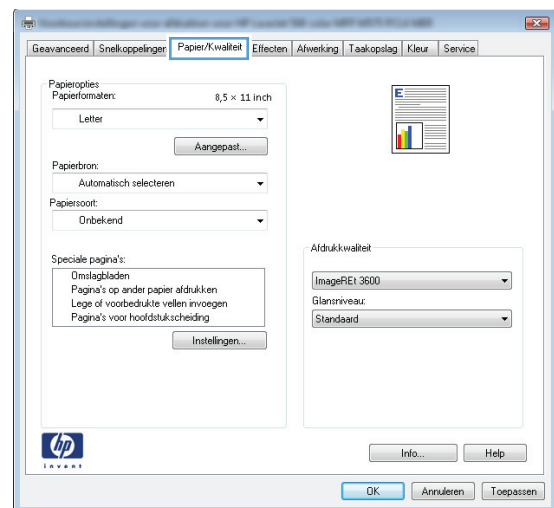 Geavanceerd Snelkoppelingen Papier/Kwaliteit Effecten Afwerking Taakopslag Kleur Service
Papieropties
Papierformaten: 8,5 × 11 inch
Letter
Aangepast...
Papierbron:
Automatisch selecteren
Papiersoort:
Onbekend
Speciale pagina's:
Omslagbladen
Pagina's op ander papier afdrukken
Lege of voorbedrukte vellen invoegen
Pagina's voor hoofdstukscheiding
Instellingen...
E
Afdrukkwaliteit
ImageREt 3600
Glansniveau:
Standaard
hp
invent
Info... Help
OK Annuleren Toepassen